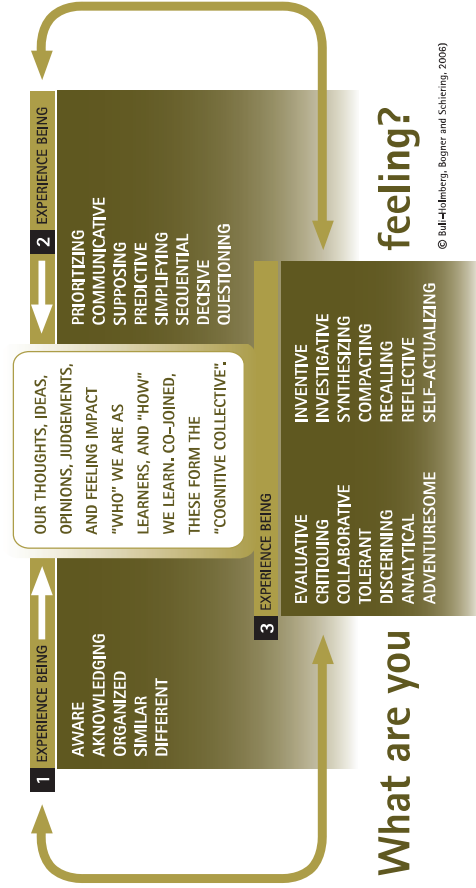 1 EXPERIENCE BEING
AWARE
AKNOWLEDGING
ORGANIZED
SIMILAR
DIFFERENT
OUR THOUGHTS, IDEAS,
OPINIONS, JUDGEMENTS,
AND FEELING IMPACT
"WHO" WE ARE AS
LEARNERS, AND "HOW"
WE LEARN. CO-JOINED,
THESE FORM THE
"COGNITIVE COLLECTIVE".
2 EXPERIENCE BEING
PRIORITIZING
COMMUNICATIVE
SUPPOSING
PREDICTIVE
SIMPLIFYING
SEQUENTIAL
DECISIVE
QUESTIONING
3 EXPERIENCE BEING
EVALUATIVE
CRITIQUING
COLLABORATIVE
TOLERANT
DISCERINING
ANALYTICAL
ADVENTURESOME
INVENTIVE
INVESTIGATIVE
SYNTHESIZING
COMPACTING
RECALLING
REFLECTIVE
SELF-ACTUALIZING
What are you feeling?
© Buli-Holmberg, Bogner and Schiering, 2006)